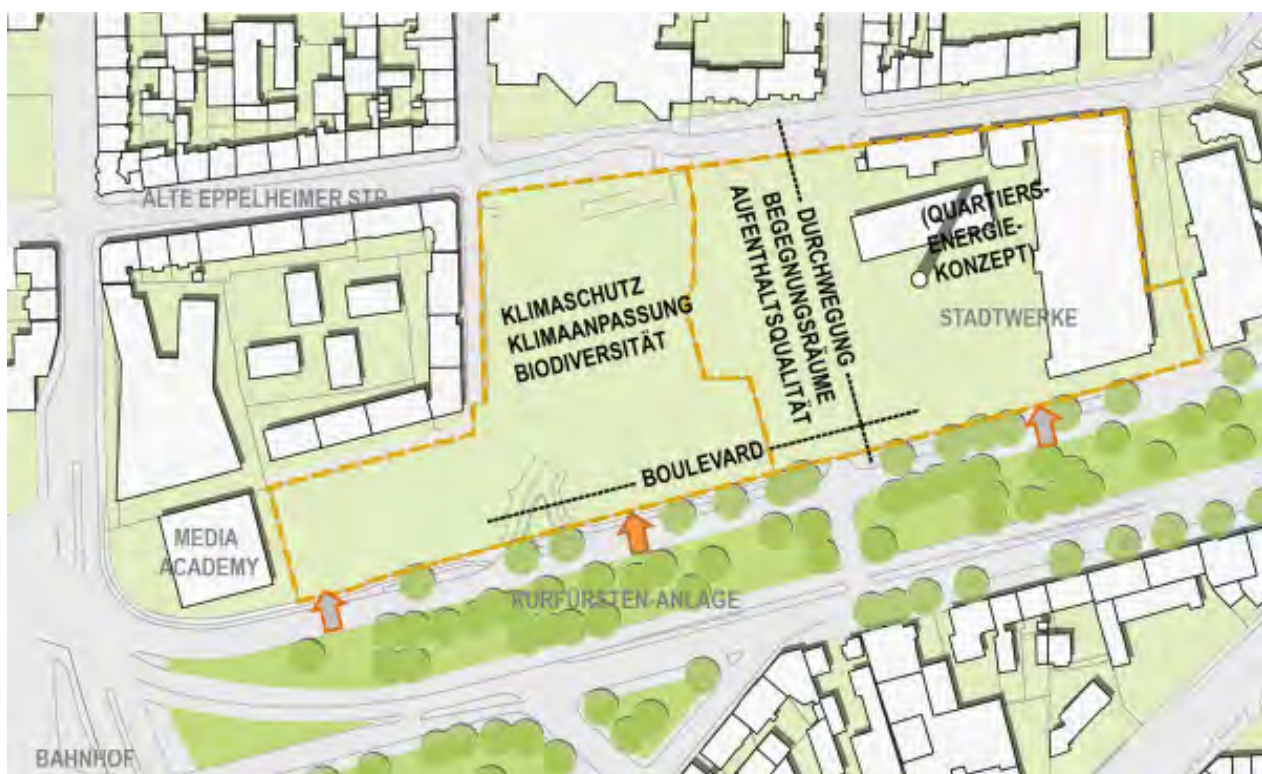 ALTE EPPELHEIMER STR.
KLIMASCHUTZ
KLIMAANPASSUNG
BIODIVERSITÄT
DURCHWEGUNG
BEGEGNUNGSRÄUME
AUFENTHALTSQUALITÄT
(QUARTIERS-
ENERGIE-
KONZEPT)
STADTWERKE
BOULEVARD
MEDIA
ACADEMY
KURFÜRSTEN-ANLAGE
BAHNHOF